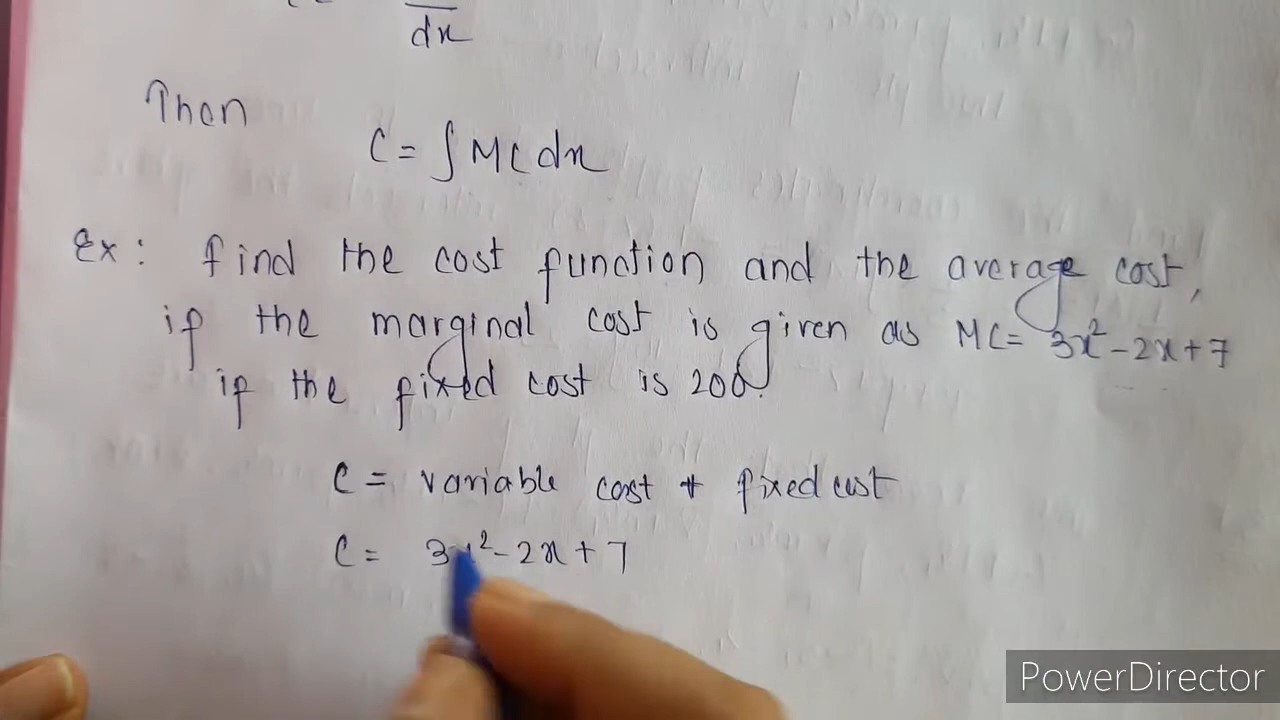 dx
Then
C = ∫ MC dx
Ex: find the cost function and the average cost,
if the marginal cost is given as MC = 3x² - 2x + 7
if the fixed cost is 200.
C = variable cost + fixed cost
C = 3x² - 2x + 7
PowerDirector